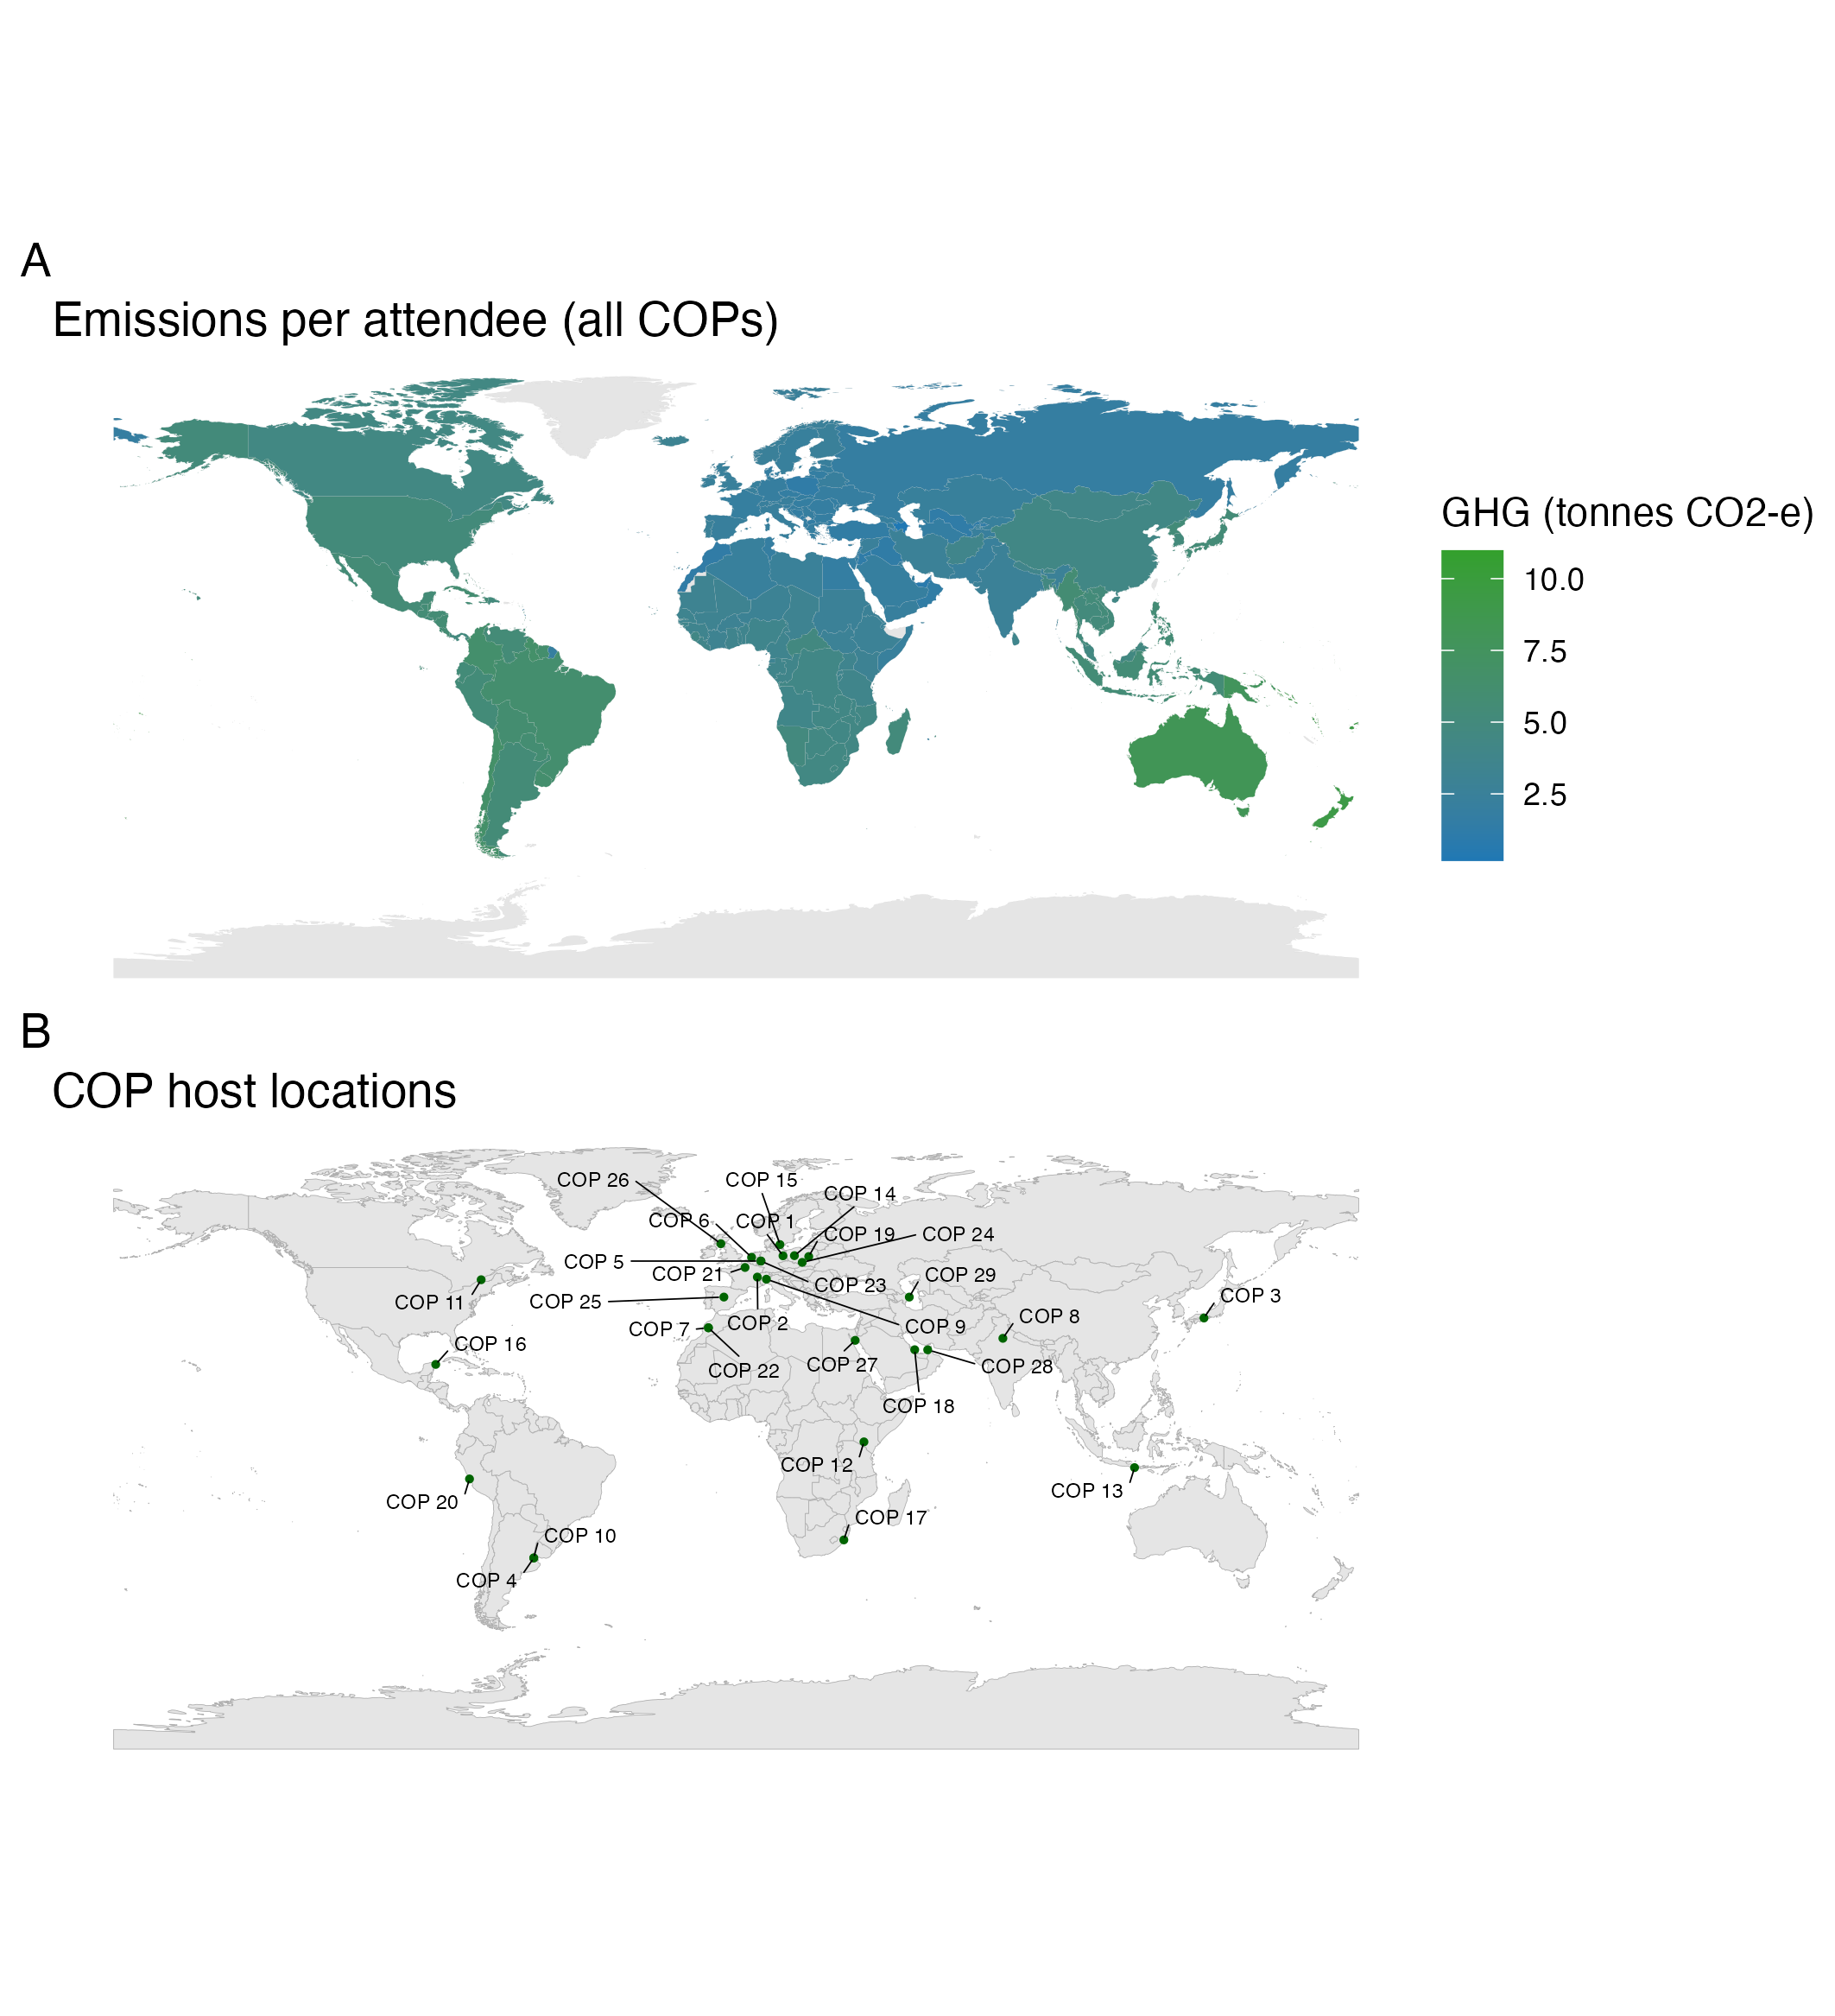 A
Emissions per attendee (all COPs)
GHG (tonnes CO2-e)
10.0
7.5
5.0
2.5
B
COP host locations
COP 26
COP 15
COP 14
COP 6
COP 1
COP 19
COP 24
COP 5
COP 21
COP 23
COP 29
COP 25
COP 11
COP 3
COP 7
COP 2
COP 9
COP 8
COP 16
COP 22
COP 27
COP 28
COP 18
COP 12
COP 13
COP 20
COP 17
COP 10
COP 4